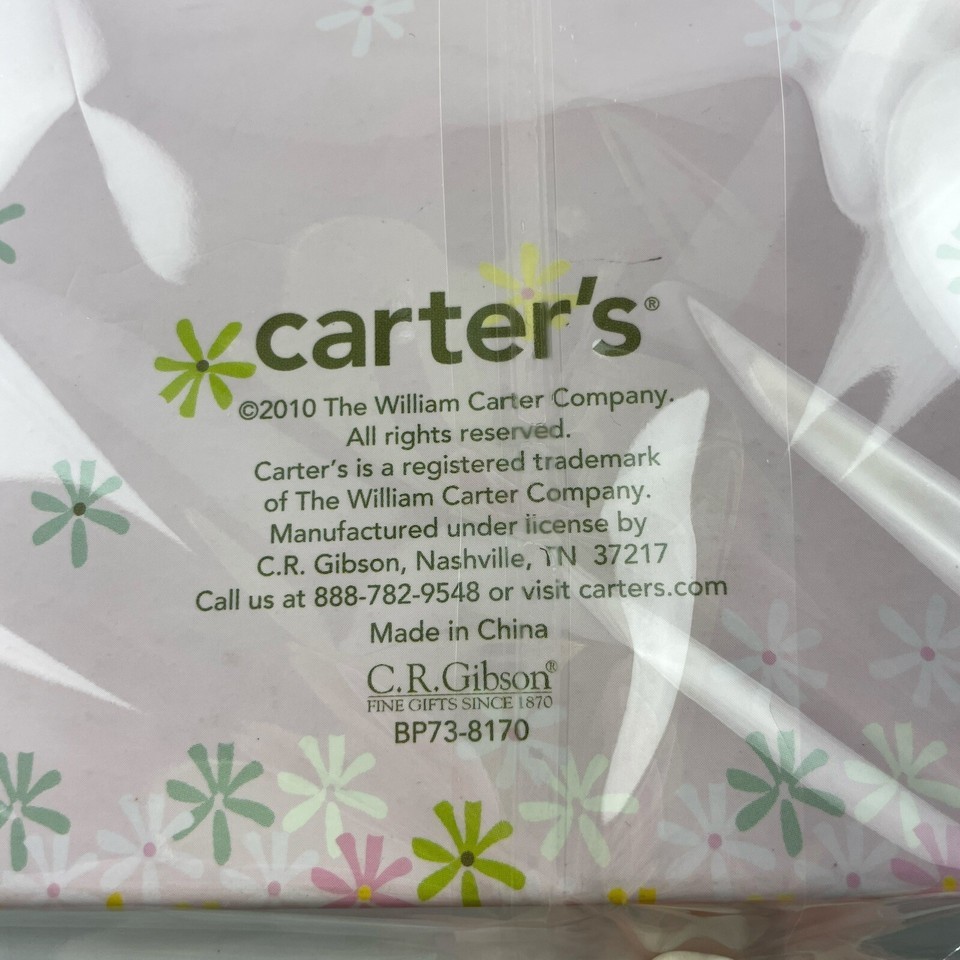 carter's®
©2010 The William Carter Company.
All rights reserved.
Carter's is a registered trademark
of The William Carter Company.
Manufactured under license by
C.R. Gibson, Nashville, TN 37217
Call us at 888-782-9548 or visit carters.com
Made in China
C.R.Gibson®
FINE GIFTS SINCE 1870
BP73-8170